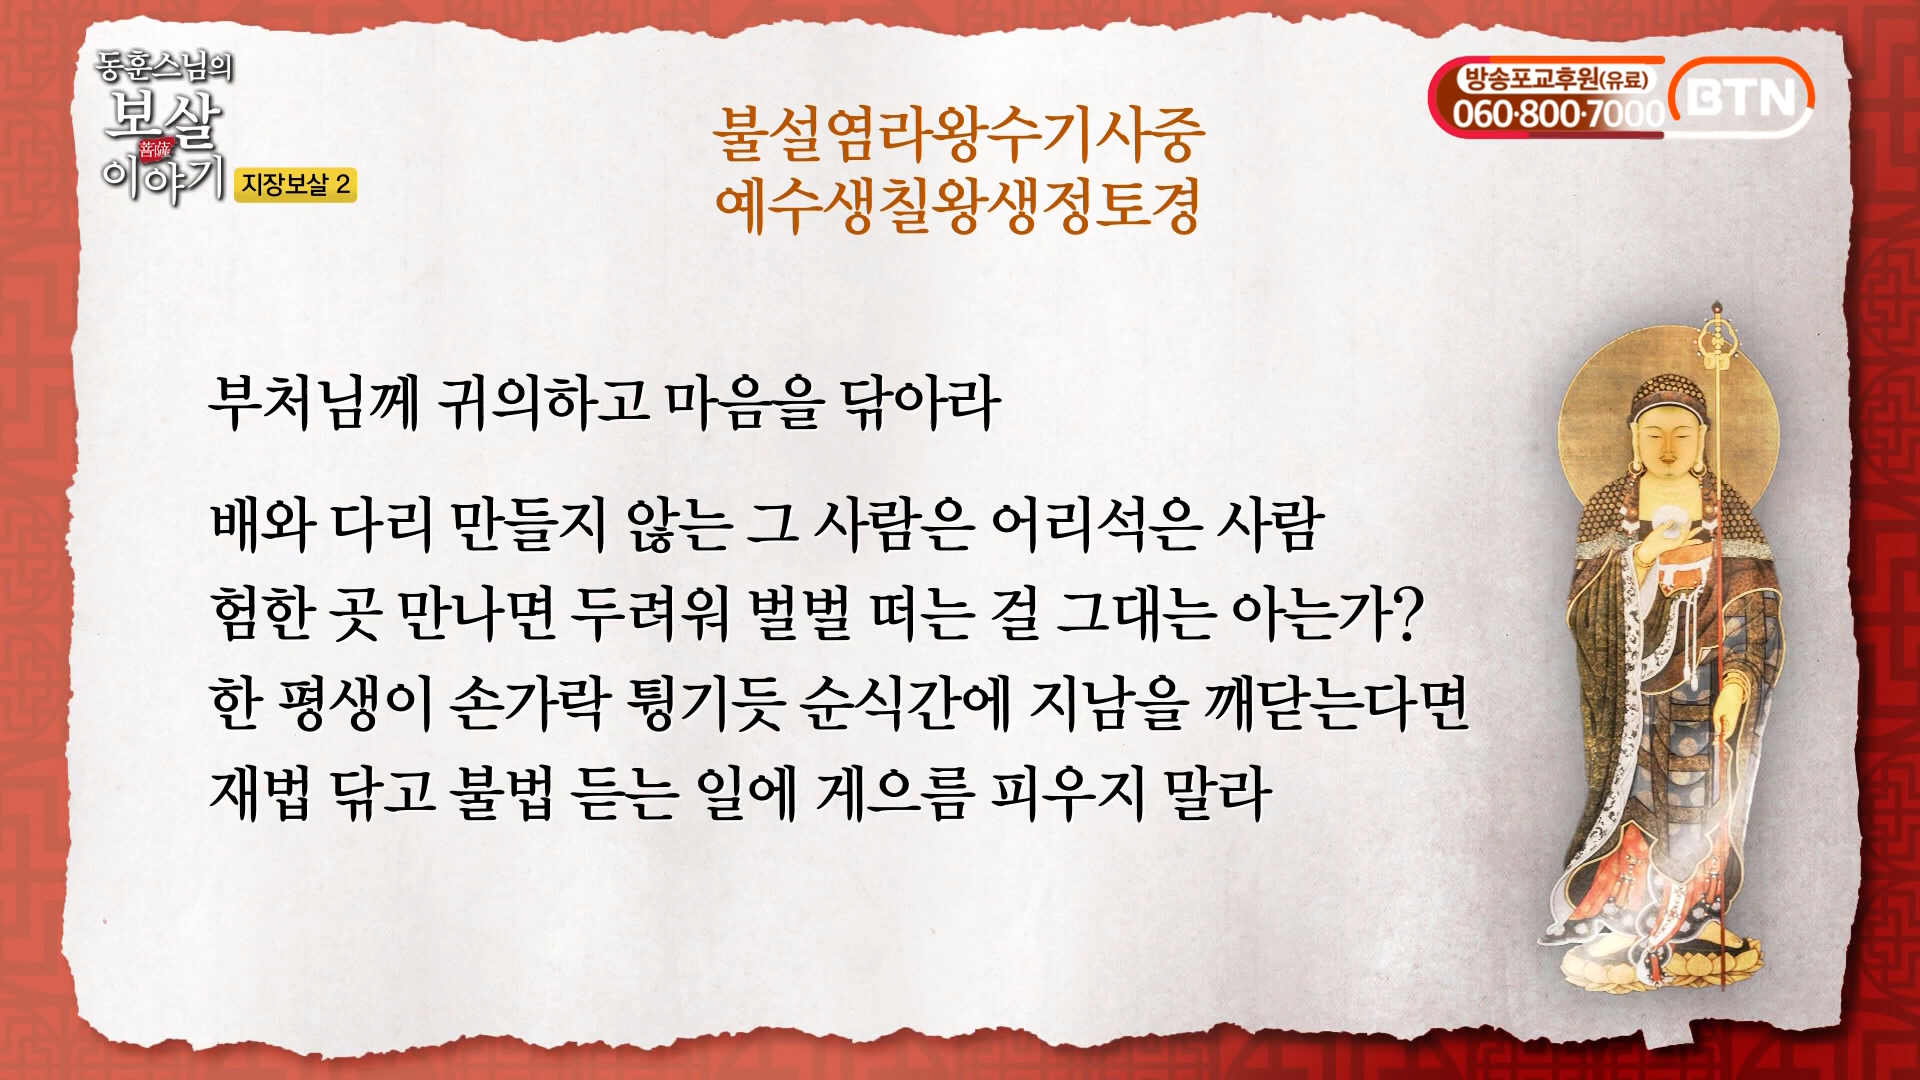 동훈스님의
보살
菩薩
이야기
지장보살 2
방송포교후원(유료)
060·800·7000
BTN
불설염라왕수기사중
예수생칠왕생정토경
부처님께 귀의하고 마음을 닦아라
배와 다리 만들지 않는 그 사람은 어리석은 사람
험한 곳 만나면 두려워 벌벌 떠는 걸 그대는 아는가?
한 평생이 손가락 튕기듯 순식간에 지남을 깨닫는다면
재법 닦고 불법 듣는 일에 게으름 피우지 말라